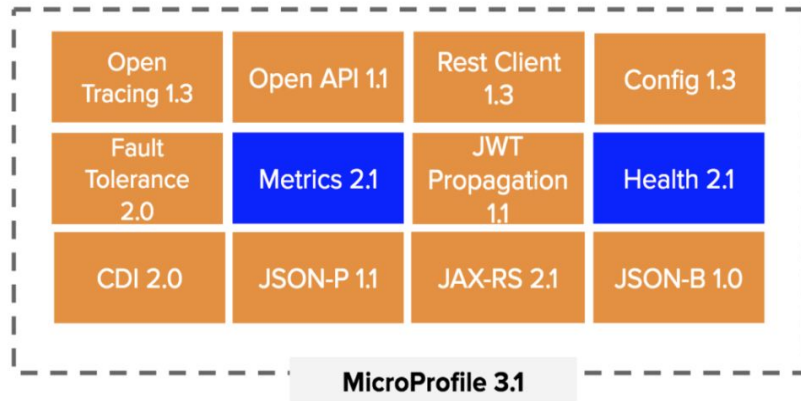 Open
Tracing 1.3
Open API 1.1
Rest Client
1.3
Config 1.3
Fault
Tolerance
2.0
Metrics 2.1
JWT
Propagation
1.1
Health 2.1
CDI 2.0
JSON-P 1.1
JAX-RS 2.1
JSON-B 1.0
MicroProfile 3.1